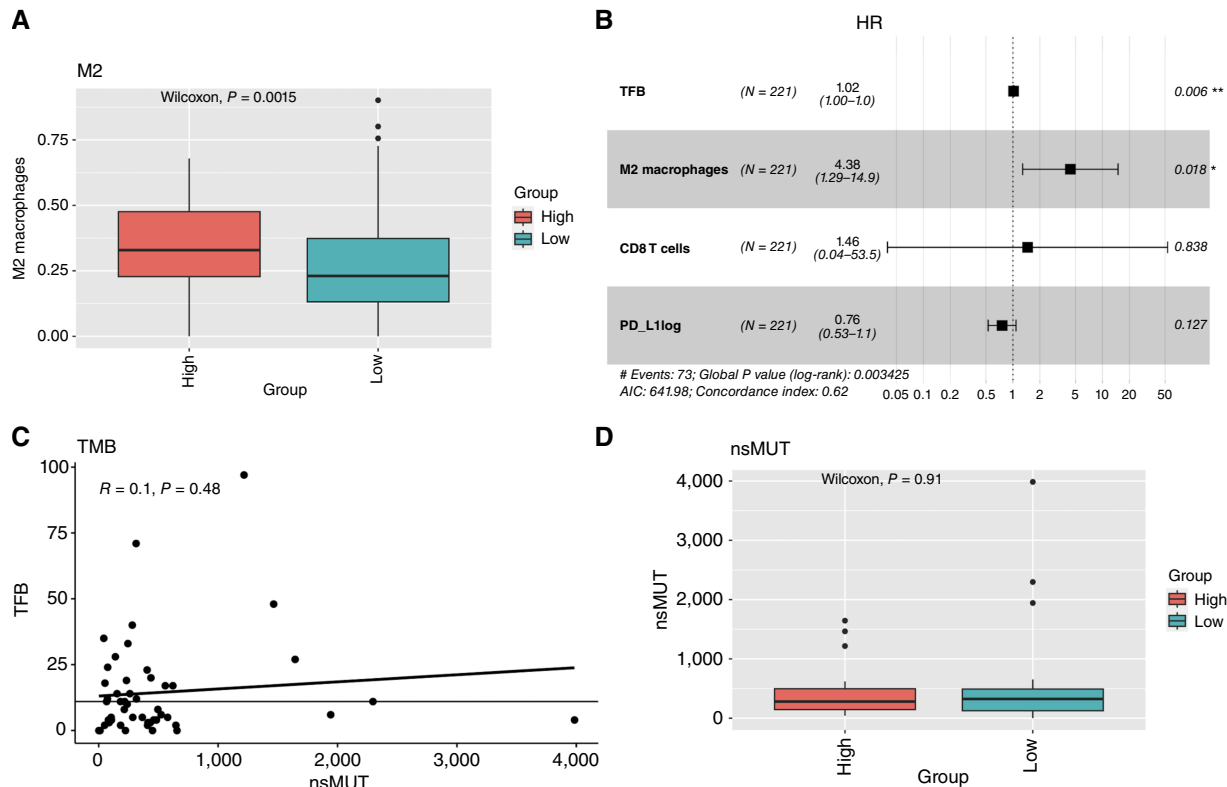 A
M2
Wilcoxon, P = 0.0015
M2 macrophages
0.75
0.50
0.25
0.00
High
Low
Group
Group
High
Low
B
HR
TFB (N = 221) 1.02 0.006 **
(1.00–1.0)
M2 macrophages (N = 221) 4.38 0.018 *
(1.29–14.9)
CD8 T cells (N = 221) 1.46 0.838
(0.04–53.5)
PD_L1log (N = 221) 0.76 0.127
(0.53–1.1)
# Events: 73; Global P value (log-rank): 0.003425
AIC: 641.98; Concordance index: 0.62
0.05 0.1 0.2 0.5 1 2 5 10 20 50
C
TMB
R = 0.1, P = 0.48
TFB
100
75
50
25
0
0 1,000 2,000 3,000 4,000
nsMUT
D
nsMUT
Wilcoxon, P = 0.91
nsMUT
4,000
3,000
2,000
1,000
0
High
Low
Group
Group
High
Low